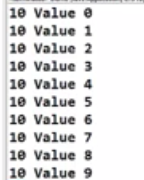 10 Value 0
10 Value 1
10 Value 2
10 Value 3
10 Value 4
10 Value 5
10 Value 6
10 Value 7
10 Value 8
10 Value 9